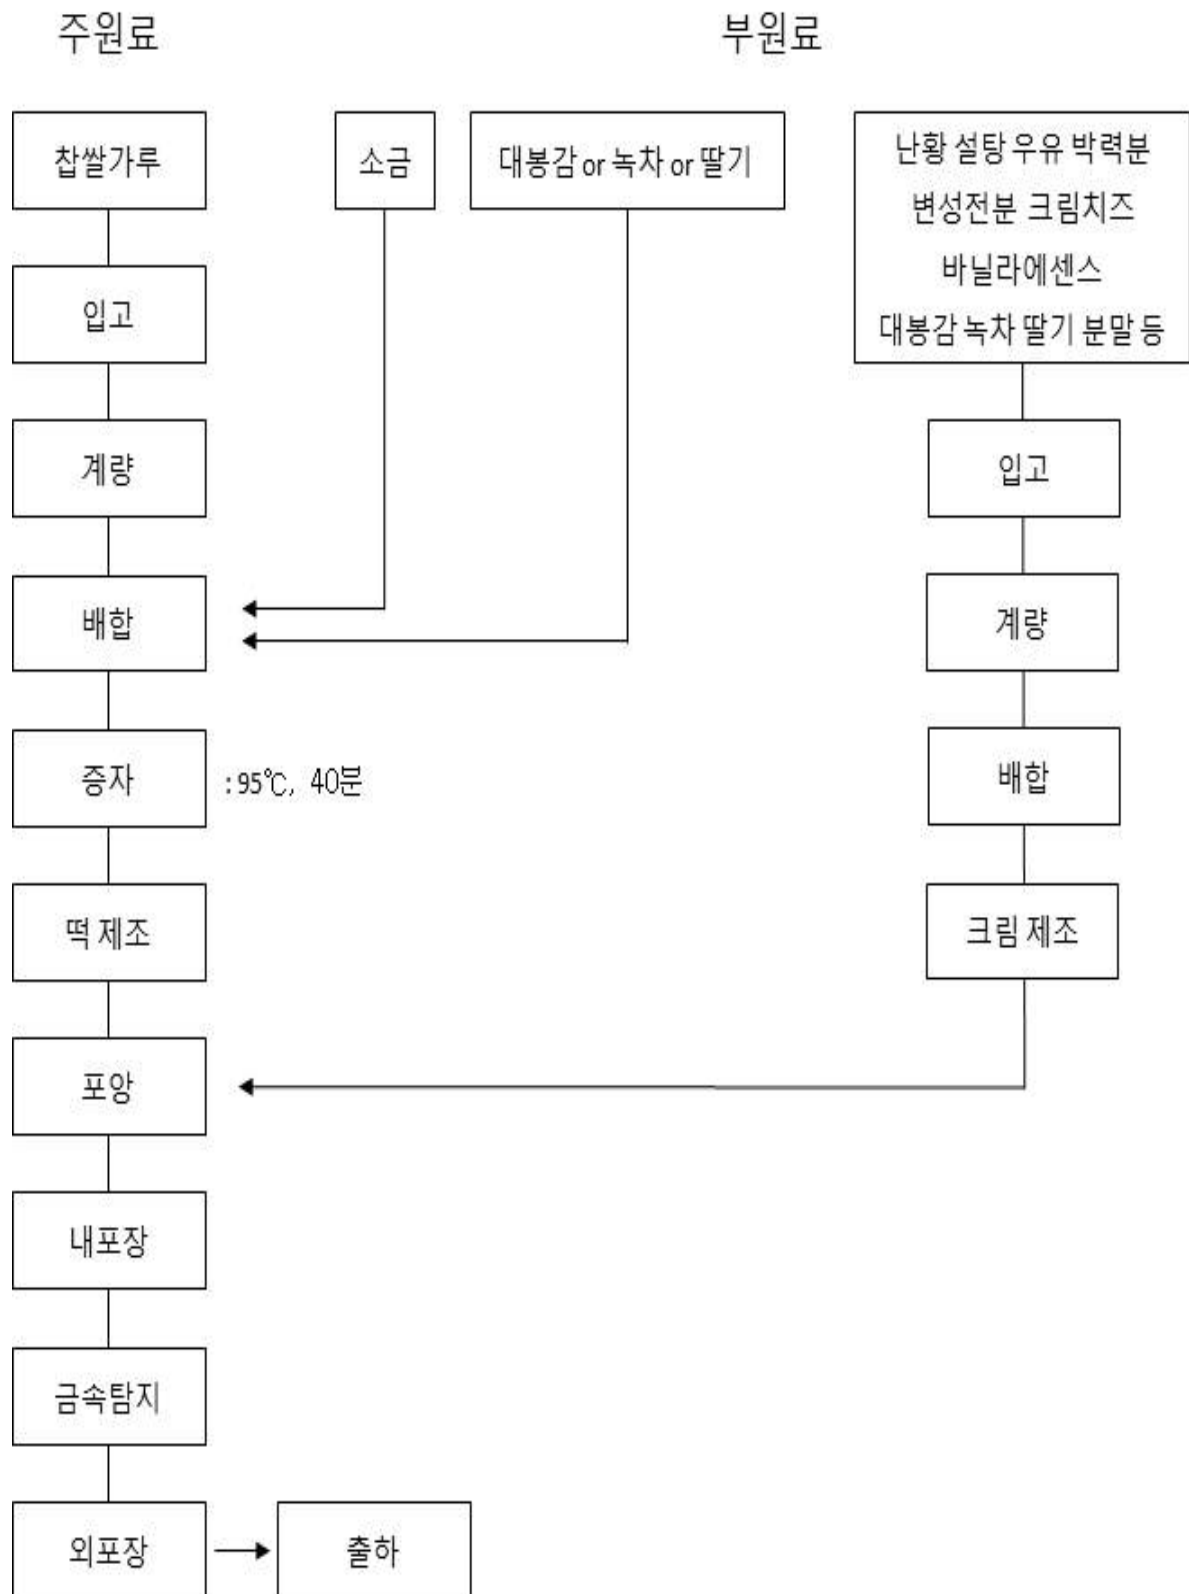 주원료
부원료
찹쌀가루
소금
대봉감 or 녹차 or 딸기
난황 설탕 우유 박력분
변성전분 크림치즈
바닐라에센스
대봉감 녹차 딸기 분말 등
입고
계량
배합
증자
:95℃, 40분
떡 제조
포앙
내포장
금속탐지
외포장
출하
입고
계량
배합
크림 제조